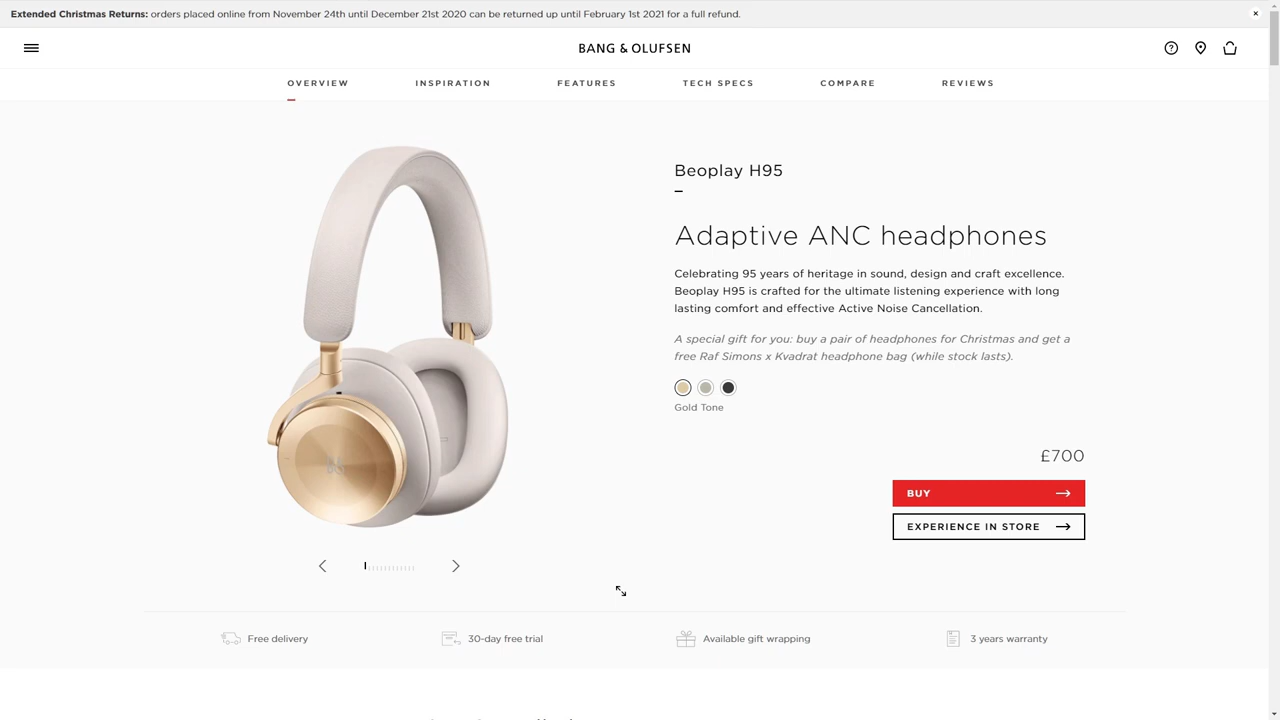 Extended Christmas Returns: orders placed online from November 24th until December 21st 2020 can be returned up until February 1st 2021 for a full refund.
BANG & OLUFSEN
OVERVIEW INSPIRATION FEATURES TECH SPECS COMPARE REVIEWS
Beoplay H95
Adaptive ANC headphones
Celebrating 95 years of heritage in sound, design and craft excellence.
Beoplay H95 is crafted for the ultimate listening experience with long
lasting comfort and effective Active Noise Cancellation.
A special gift for you: buy a pair of headphones for Christmas and get a
free Raf Simons x Kvadrat headphone bag (while stock lasts).
Gold Tone
£700
BUY
EXPERIENCE IN STORE
Free delivery 30-day free trial Available gift wrapping 3 years warranty